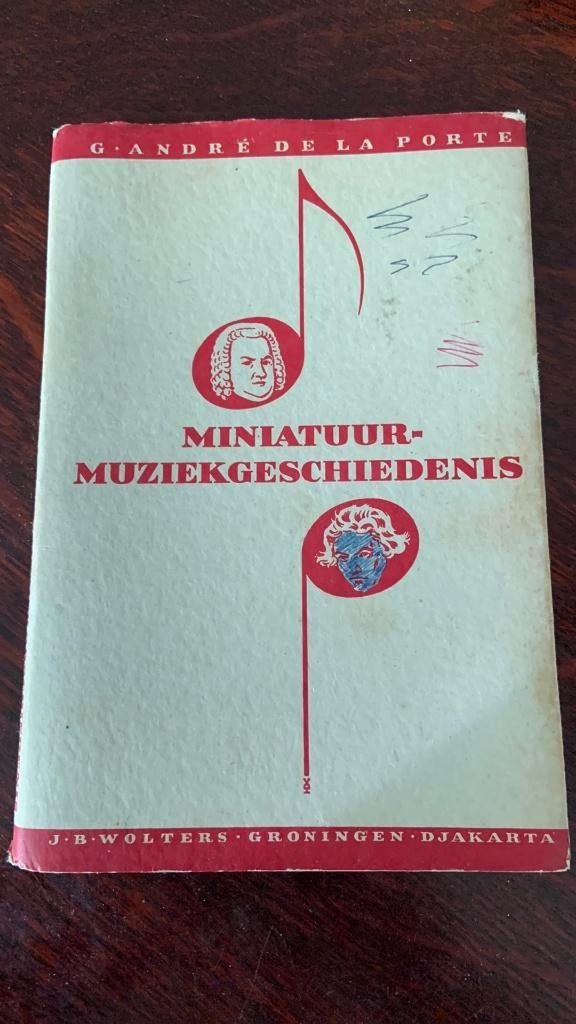 G · ANDRÉ DE LA PORTE
MINIATUUR-
MUZIEKGESCHIEDENIS
J · B · WOLTERS · GRONINGEN · DJAKARTA